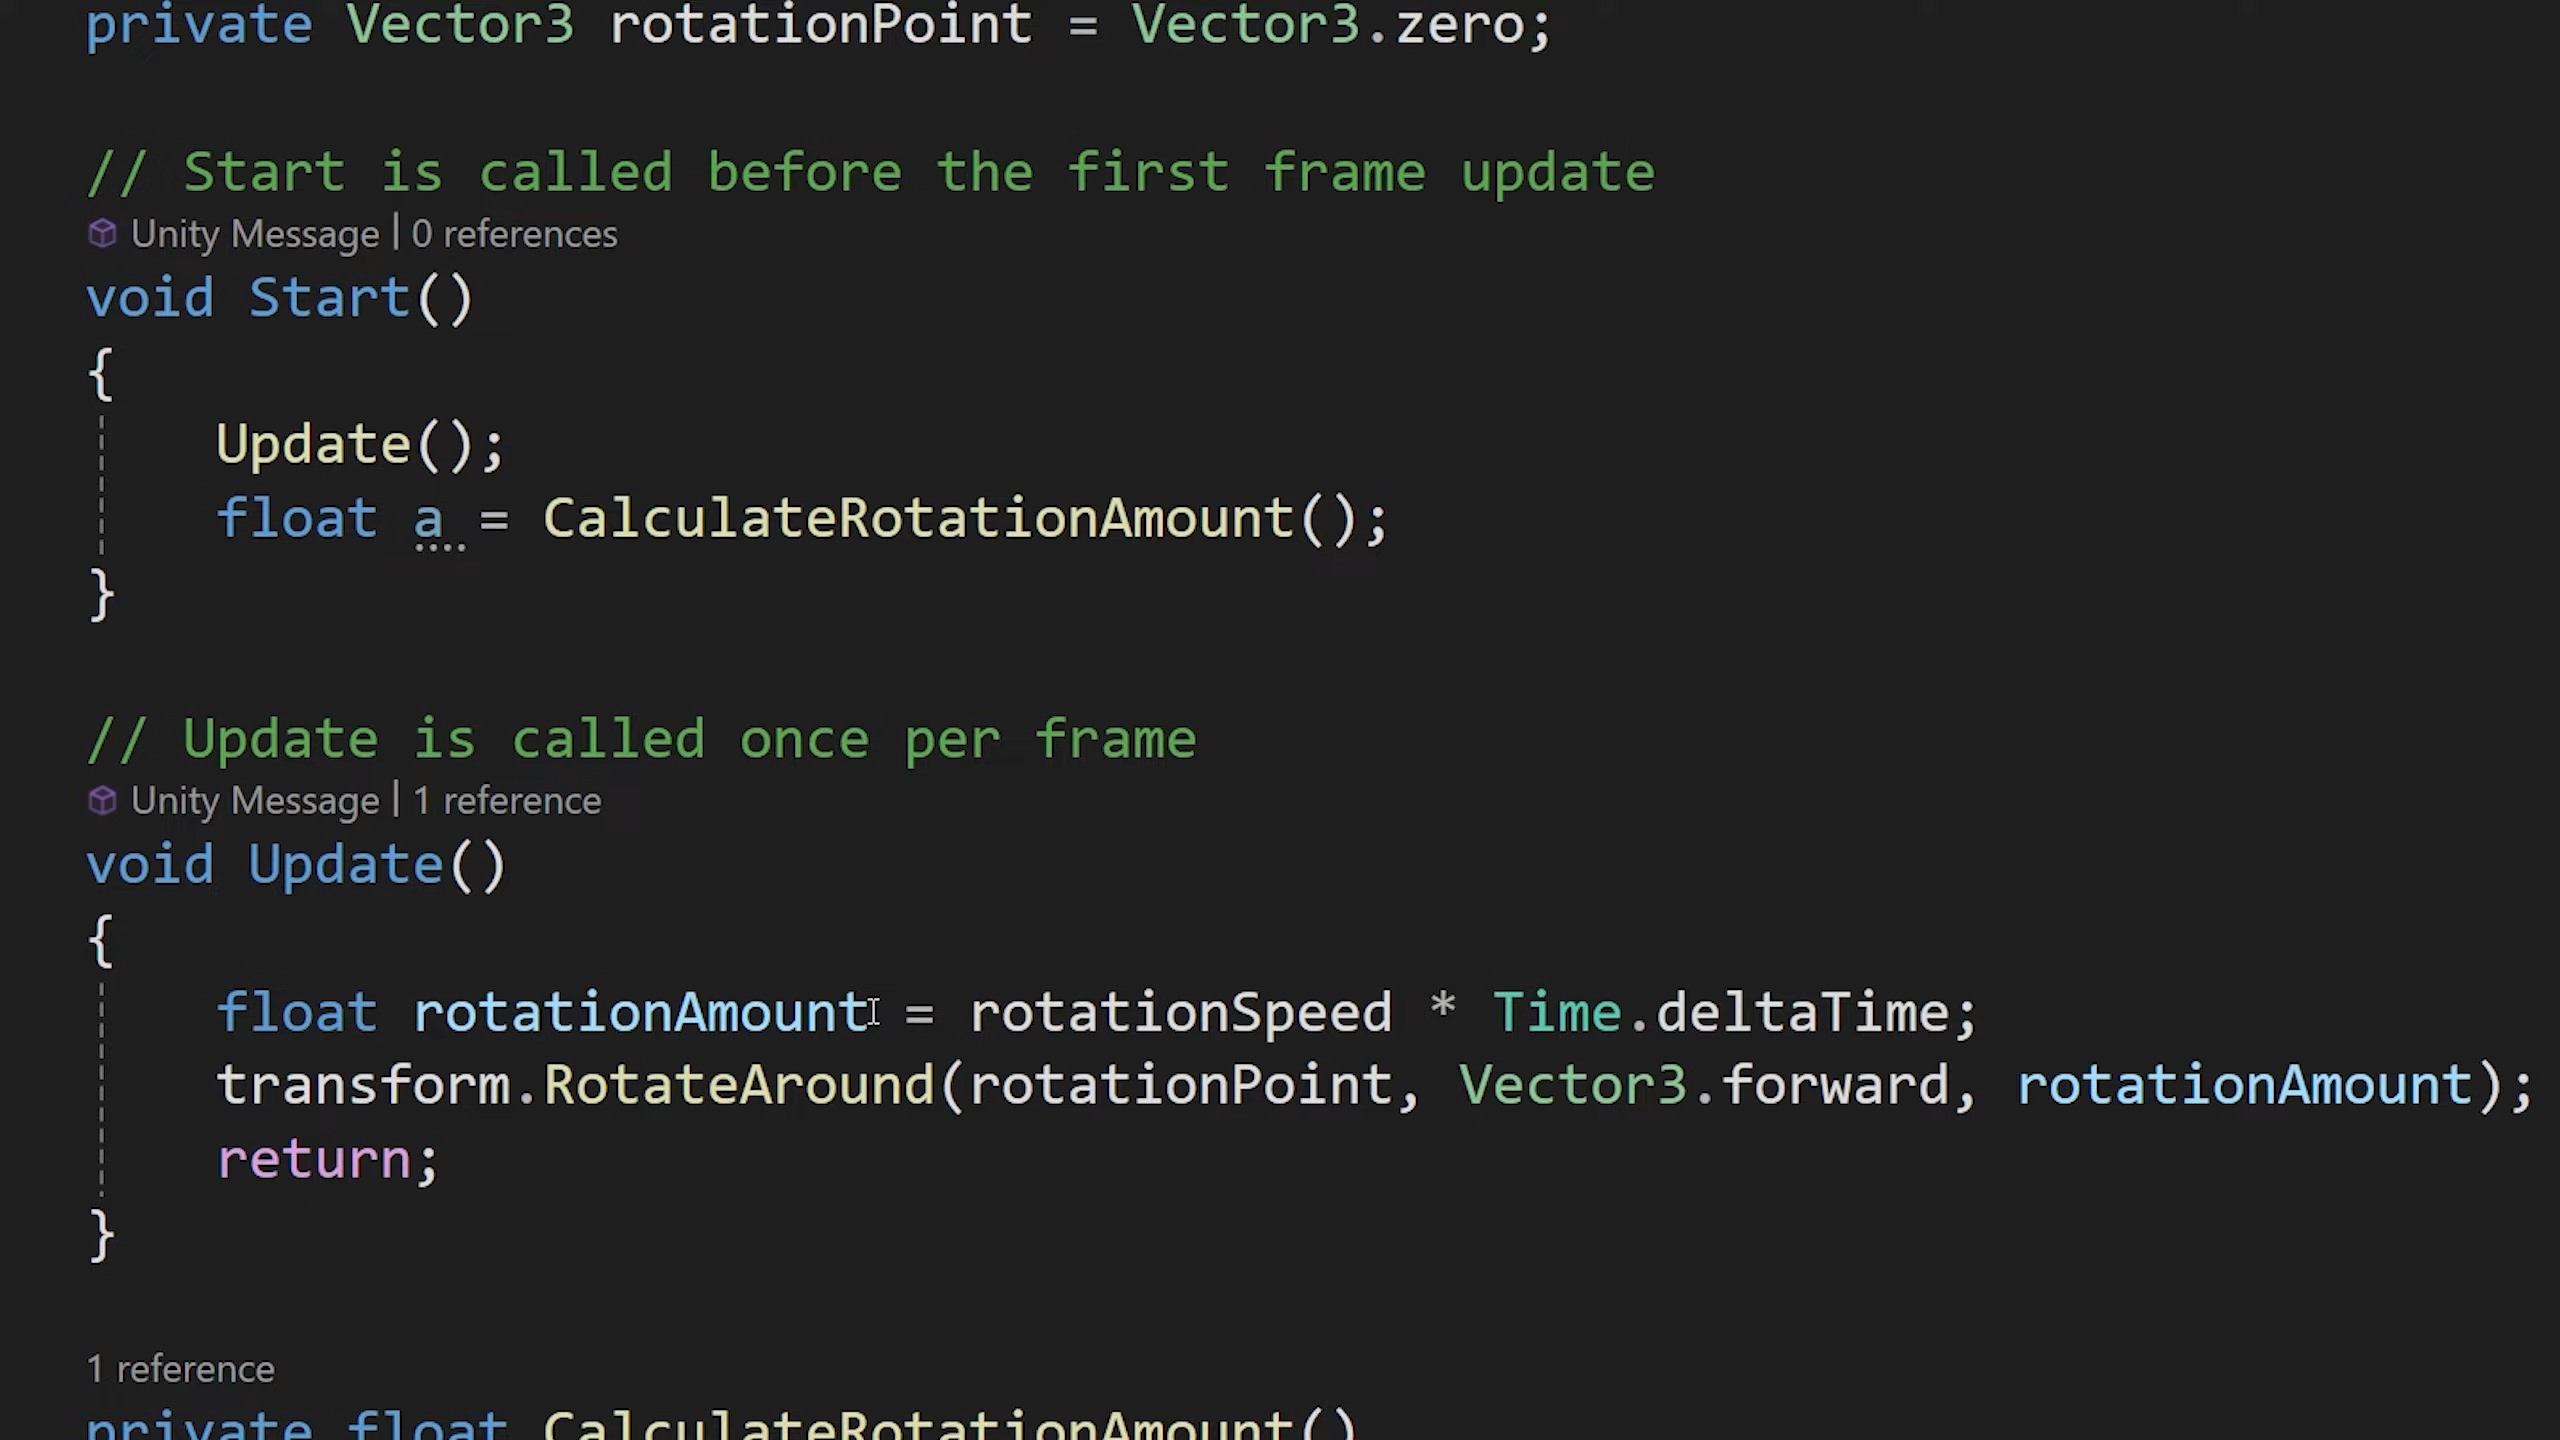 private Vector3 rotationPoint = Vector3.zero;
// Start is called before the first frame update
Unity Message | 0 references
void Start()
{
Update();
float a = CalculateRotationAmount();
}
// Update is called once per frame
Unity Message | 1 reference
void Update()
{
float rotationAmount = rotationSpeed * Time.deltaTime;
transform.RotateAround(rotationPoint, Vector3.forward, rotationAmount);
return;
}
1 reference
private float CalculateRotationAmount()